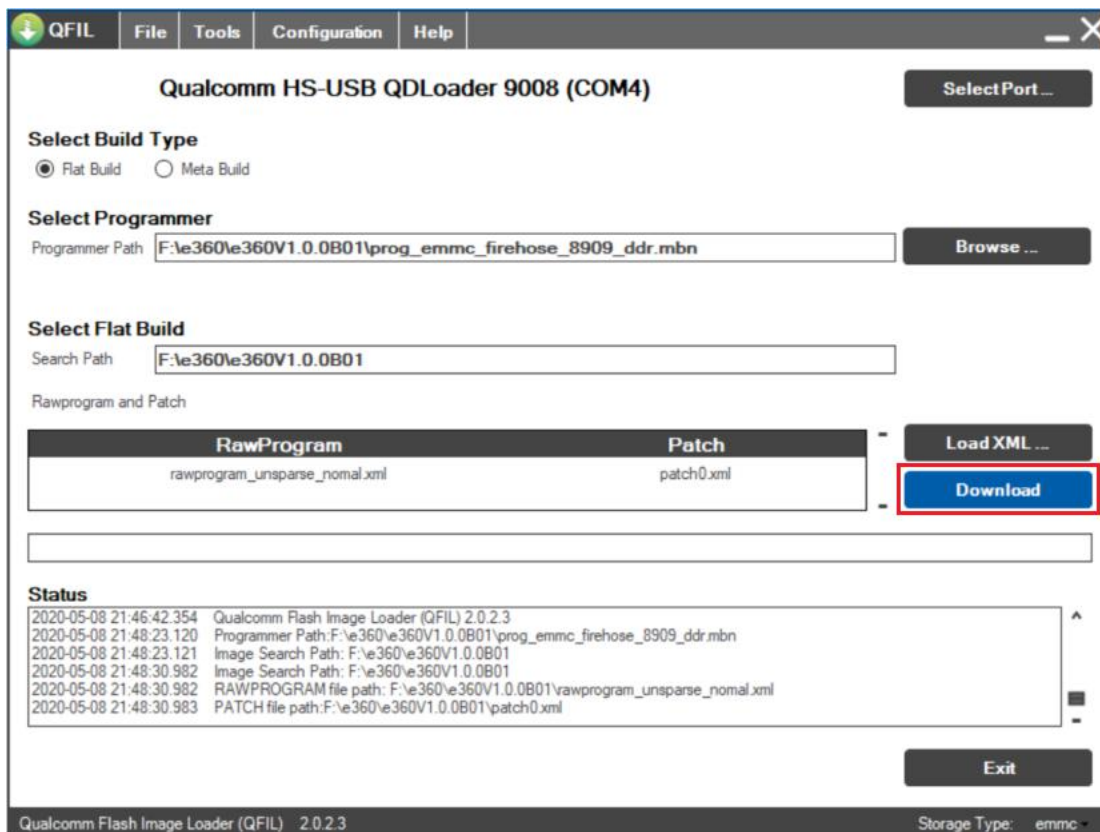 QFIL File Tools Configuration Help
Qualcomm HS-USB QDLoader 9008 (COM4)
Select Port ...
Select Build Type
Flat Build Meta Build
Select Programmer
Programmer Path F:\e360\e360V1.0.0B01\prog_emmc_firehose_8909_ddr.mbn Browse ...
Select Flat Build
Search Path F:\e360\e360V1.0.0B01
Rawprogram and Patch
RawProgram Patch
Load XML ...
rawprogram_unsparse_nomal.xml patch0.xml
Download
Status
2020-05-08 21:46:42.354 Qualcomm Flash Image Loader (QFIL) 2.0.2.3
2020-05-08 21:48:23.120 Programmer Path:F:\e360\e360V1.0.0B01\prog_emmc_firehose_8909_ddr.mbn
2020-05-08 21:48:23.121 Image Search Path: F:\e360\e360V1.0.0B01
2020-05-08 21:48:30.982 Image Search Path: F:\e360\e360V1.0.0B01
2020-05-08 21:48:30.982 RAWPROGRAM file path: F:\e360\e360V1.0.0B01\rawprogram_unsparse_nomal.xml
2020-05-08 21:48:30.983 PATCH file path:F:\e360\e360V1.0.0B01\patch0.xml
Exit
Qualcomm Flash Image Loader (QFIL) 2.0.2.3 Storage Type: emmc